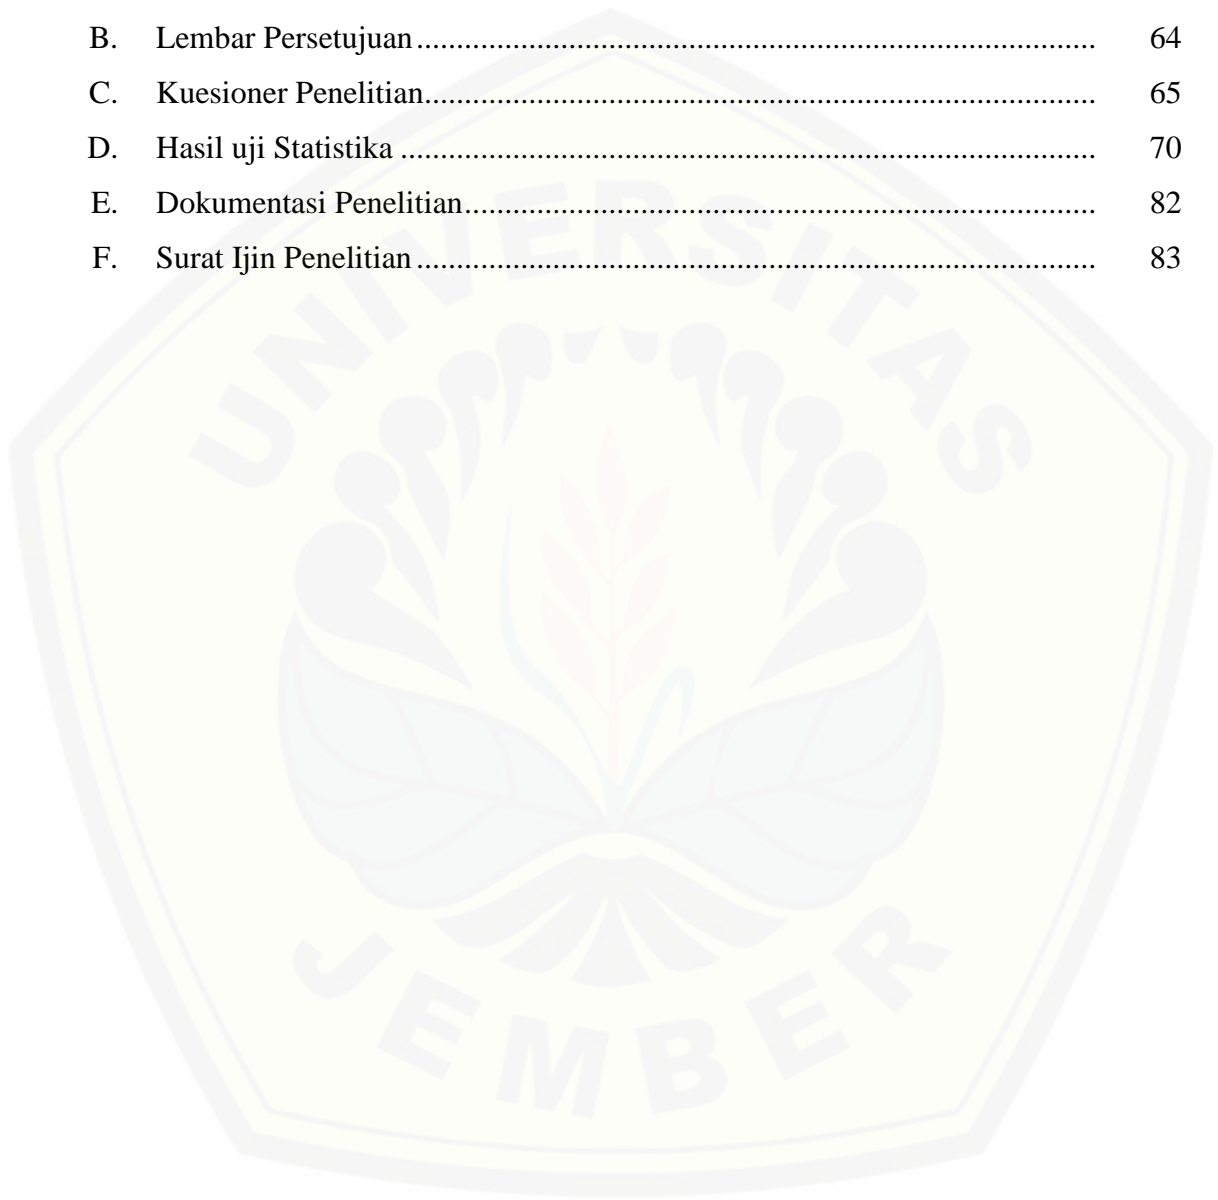 B. Lembar Persetujuan ................................................................................... 64
C. Kuesioner Penelitian.................................................................................. 65
D. Hasil uji Statistika ..................................................................................... 70
E. Dokumentasi Penelitian............................................................................. 82
F. Surat Ijin Penelitian ................................................................................... 83
UNIVERSITAS
JEMBER